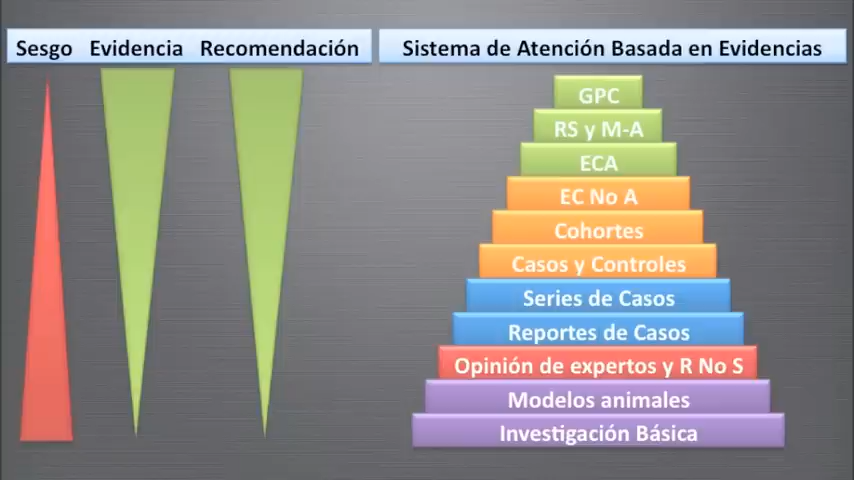 Sesgo Evidencia Recomendación
Sistema de Atención Basada en Evidencias
GPC
RS y M-A
ECA
EC No A
Cohortes
Casos y Controles
Series de Casos
Reportes de Casos
Opinión de expertos y R No S
Modelos animales
Investigación Básica